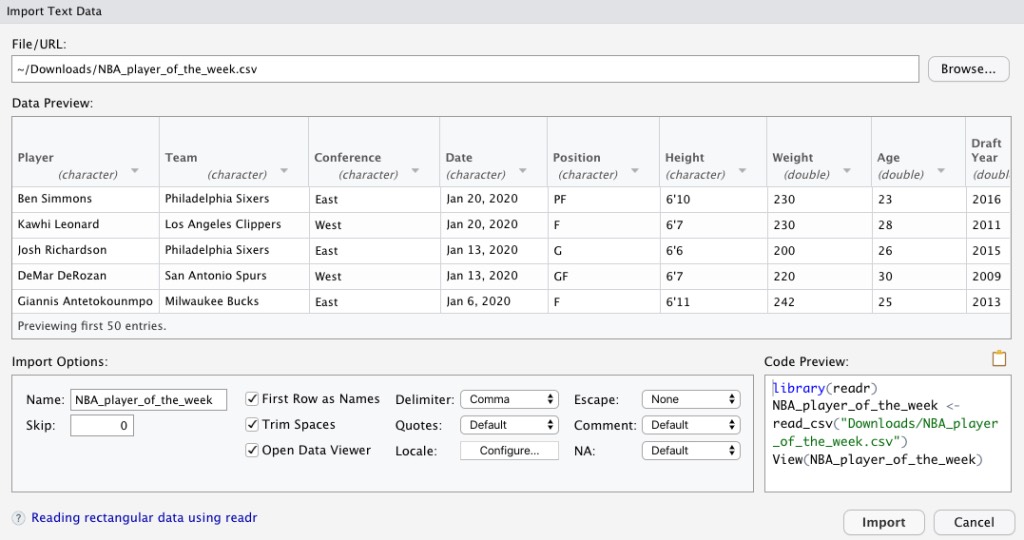 Import Text Data
File/URL:
~/Downloads/NBA_player_of_the_week.csv
Browse...
Data Preview:
Player Team Conference Date Position Height Weight Age Draft Year
(character) (character) (character) (character) (character) (character) (double) (double) (doubl
Ben Simmons Philadelphia Sixers East Jan 20, 2020 PF 6'10 230 23 2016
Kawhi Leonard Los Angeles Clippers West Jan 20, 2020 F 6'7 230 28 2011
Josh Richardson Philadelphia Sixers East Jan 13, 2020 G 6'6 200 26 2015
DeMar DeRozan San Antonio Spurs West Jan 13, 2020 GF 6'7 220 30 2009
Giannis Antetokounmpo Milwaukee Bucks East Jan 6, 2020 F 6'11 242 25 2013
Previewing first 50 entries.
Import Options:
Name: NBA_player_of_the_week First Row as Names Delimiter: Comma Escape: None
Skip: 0 Trim Spaces Quotes: Default Comment: Default
Open Data Viewer Locale: Configure... NA: Default
Code Preview:
library(readr)
NBA_player_of_the_week <-
read_csv("Downloads/NBA_player
_of_the_week.csv")
View(NBA_player_of_the_week)
? Reading rectangular data using readr
Import Cancel